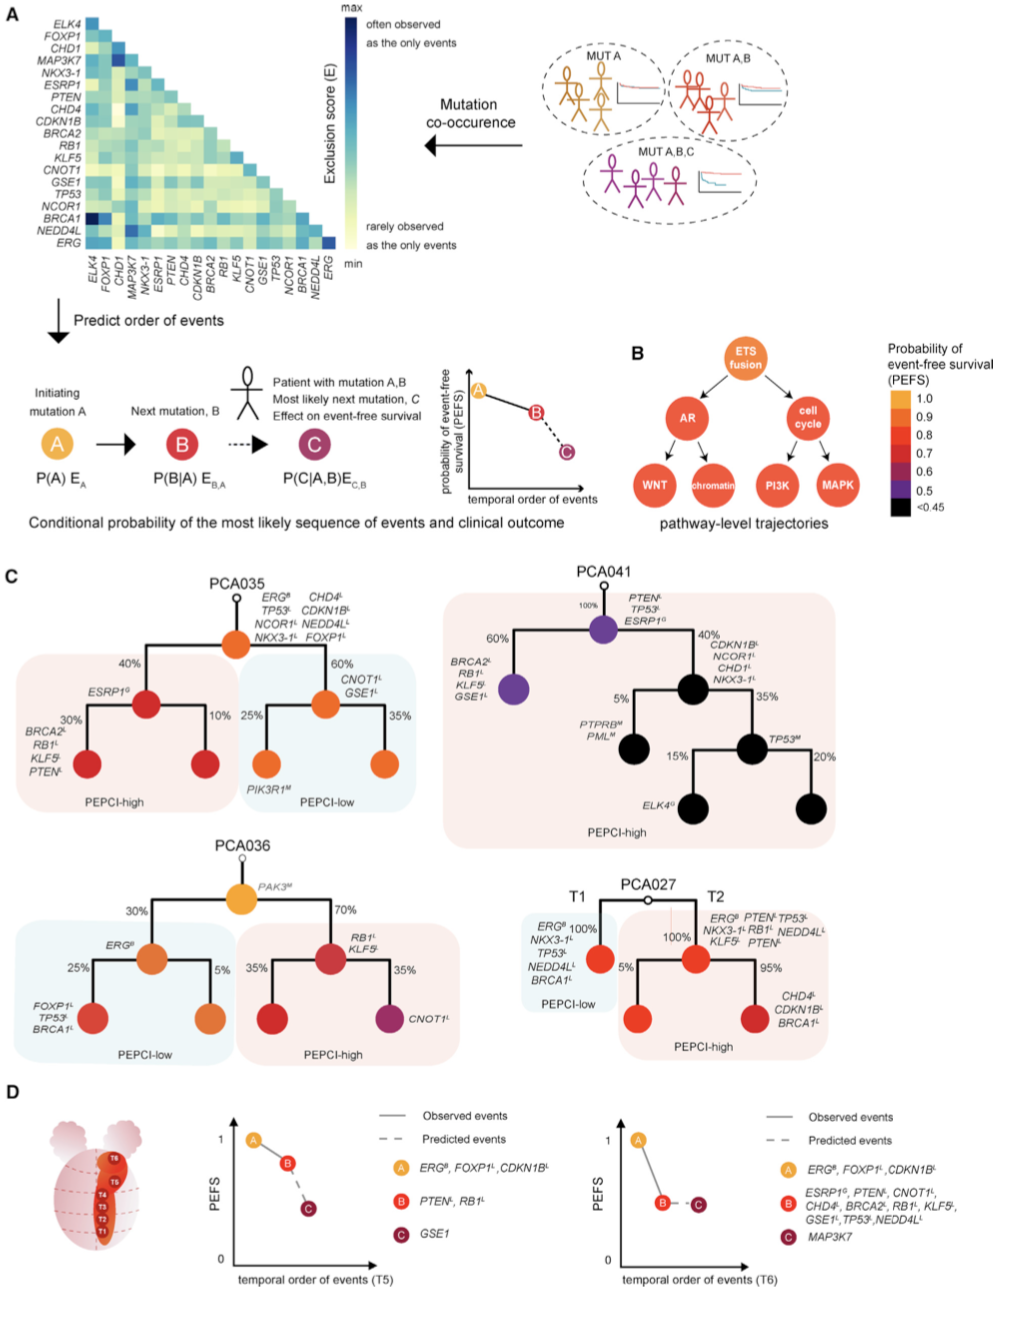 A
ELK4
FOXP1
CHD1
MAP3K7
NKX3-1
ESRP1
PTEN
CHD4
CDKN1B
BRCA2
RB1
KLF5
CNOT1
GSE1
TP53
NCOR1
BRCA1
NEDD4L
ERG
ELK4
FOXP1
CHD1
MAP3K7
NKX3-1
ESRP1
PTEN
CHD4
CDKN1B
BRCA2
RB1
KLF5
CNOT1
GSE1
TP53
NCOR1
BRCA1
NEDD4L
ERG
max
often observed
as the only events
Exclusion score (E)
rarely observed
as the only events
min
Mutation
co-occurence
MUT A
MUT A,B
MUT A,B,C
Predict order of events
Initiating
mutation A
A
P(A) E_A
Next mutation, B
B
P(B|A) E_B,A
Patient with mutation A,B
Most likely next mutation, C
Effect on event-free survival
C
P(C|A,B)E_C,B
probability of event-free
survival (PEFS)
A
B
C
temporal order of events
Conditional probability of the most likely sequence of events and clinical outcome
B
ETS
fusion
AR
cell
cycle
WNT
chromatin
PI3K
MAPK
pathway-level trajectories
Probability of
event-free survival
(PEFS)
1.0
0.9
0.8
0.7
0.6
0.5
<0.45
C
PCA035
ERG^B CHD4^L
TP53^L CDKN1B^L
NCOR1^L NEDD4L^L
NKX3-1^L FOXP1^L
40%
60%
ESRP1^G
CNOT1^L
GSE1^L
30%
10%
25%
35%
BRCA2^L
RB1^L
KLF5^L
PTEN^L
PIK3R1^M
PEPCI-high
PEPCI-low
PCA041
100%
PTEN^L
TP53^L
ESRP1^G
60%
40%
BRCA2^L
RB1^L
KLF5^L
GSE1^L
CDKN1B^L
NCOR1^L
CHD1^L
NKX3-1^L
5%
35%
PTPRB^M
PML^M
TP53^M
15%
20%
ELK4^G
PEPCI-high
PCA036
PAK3^M
30%
70%
ERG^B
RB1^L
KLF5^L
25%
5%
35%
35%
FOXP1^L
TP53^L
BRCA1^L
CNOT1^L
PEPCI-low
PEPCI-high
PCA027
T1
T2
ERG^B
NKX3-1^L
TP53^L
NEDD4L^L
BRCA1^L
100%
PEPCI-low
100%
ERG^B PTEN^L TP53^L
NKX3-1^L RB1^L NEDD4L^L
KLF5^L PTEN^L
5%
95%
CHD4^L
CDKN1B^L
BRCA1^L
PEPCI-high
D
T6
T5
T4
T3
T2
T1
1
PEFS
0
A
B
C
temporal order of events (T5)
Observed events
Predicted events
A ERG^B, FOXP1^L, CDKN1B^L
B PTEN^L, RB1^L
C GSE1
1
PEFS
0
A
B
C
temporal order of events (T6)
Observed events
Predicted events
A ERG^B, FOXP1^L, CDKN1B^L
B ESRP1^G, PTEN^L, CNOT1^L,
CHD4^L, BRCA2^L, RB1^L, KLF5^L,
GSE1^L, TP53^L, NEDD4L^L
C MAP3K7